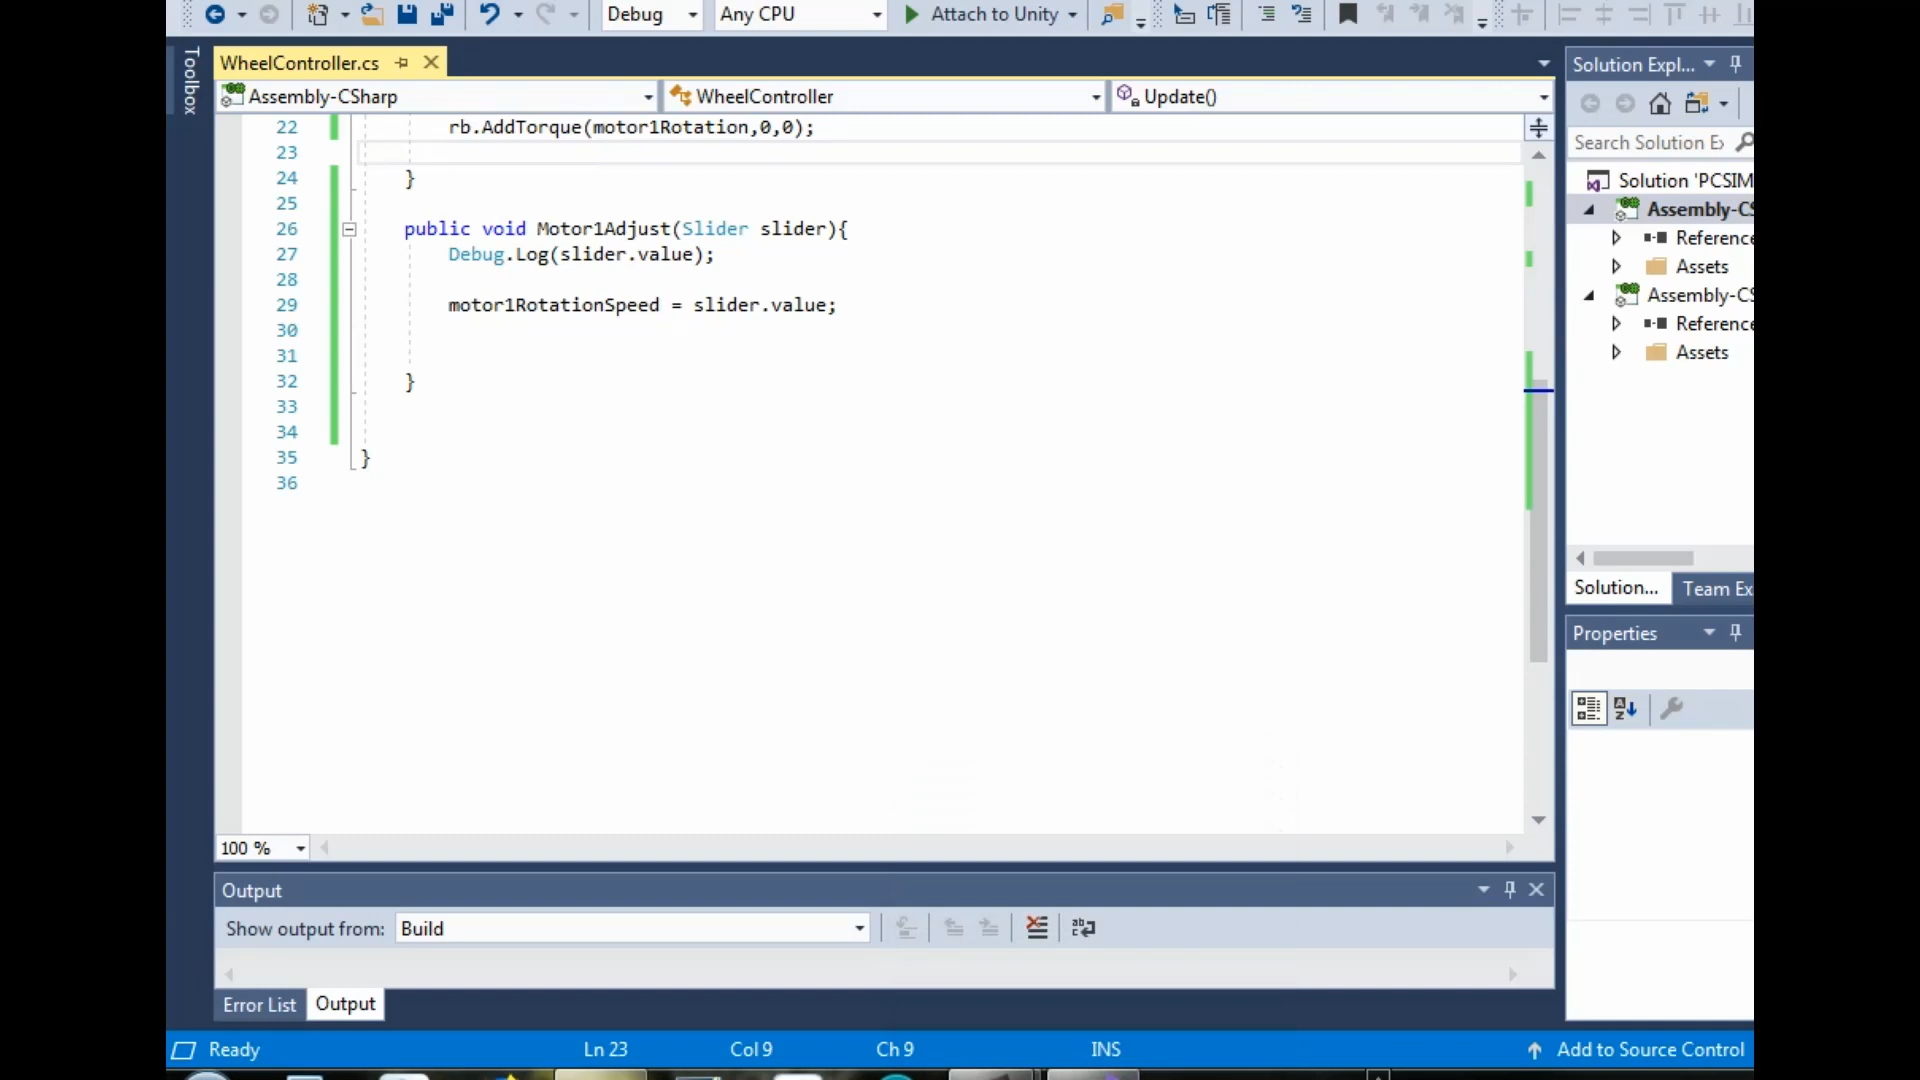 Debug
Any CPU
Attach to Unity
Toolbox
WheelController.cs
Assembly-CSharp
WheelController
Update()
22 rb.AddTorque(motor1Rotation,0,0);
23
24 }
25
26 public void Motor1Adjust(Slider slider){
27 Debug.Log(slider.value);
28
29 motor1RotationSpeed = slider.value;
30
31
32 }
33
34
35 }
36
100 %
Output
Show output from: Build
Error List
Output
Solution Expl...
Search Solution Ex
Solution 'PCSIM
Assembly-CS
Reference
Assets
Assembly-CS
Reference
Assets
Solution...
Team Ex
Properties
Ready
Ln 23
Col 9
Ch 9
INS
Add to Source Control